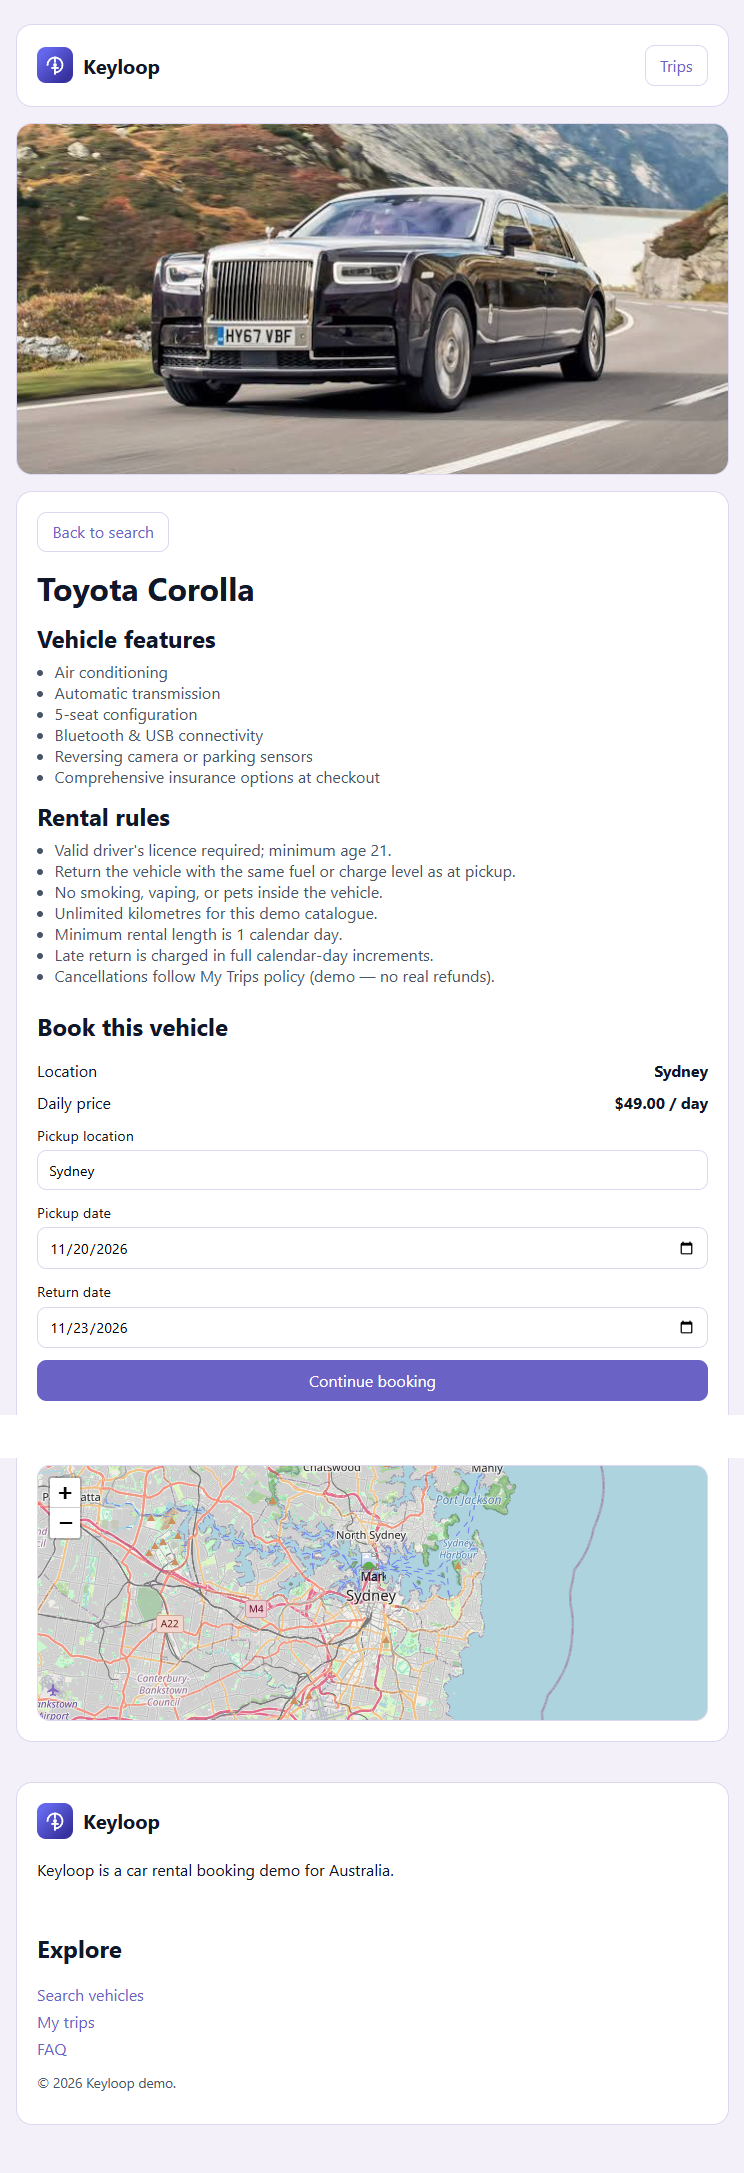 Keyloop
Trips
HY67 VBF
Back to search
Toyota Corolla
Vehicle features
Air conditioning
Automatic transmission
5-seat configuration
Bluetooth & USB connectivity
Reversing camera or parking sensors
Comprehensive insurance options at checkout
Rental rules
Valid driver's licence required; minimum age 21.
Return the vehicle with the same fuel or charge level as at pickup.
No smoking, vaping, or pets inside the vehicle.
Unlimited kilometres for this demo catalogue.
Minimum rental length is 1 calendar day.
Late return is charged in full calendar-day increments.
Cancellations follow My Trips policy (demo — no real refunds).
Book this vehicle
Location Sydney
Daily price $49.00 / day
Pickup location
Sydney
Pickup date
11/20/2026
Return date
11/23/2026
Continue booking
Chatswood
Manly
+
−
Port Jackson
North Sydney
Sydney
Harbour
Mark
Sydney
M4
A22
Canterbury-
Bankstown
Council
ankstown
Airport
Keyloop
Keyloop is a car rental booking demo for Australia.
Explore
Search vehicles
My trips
FAQ
© 2026 Keyloop demo.